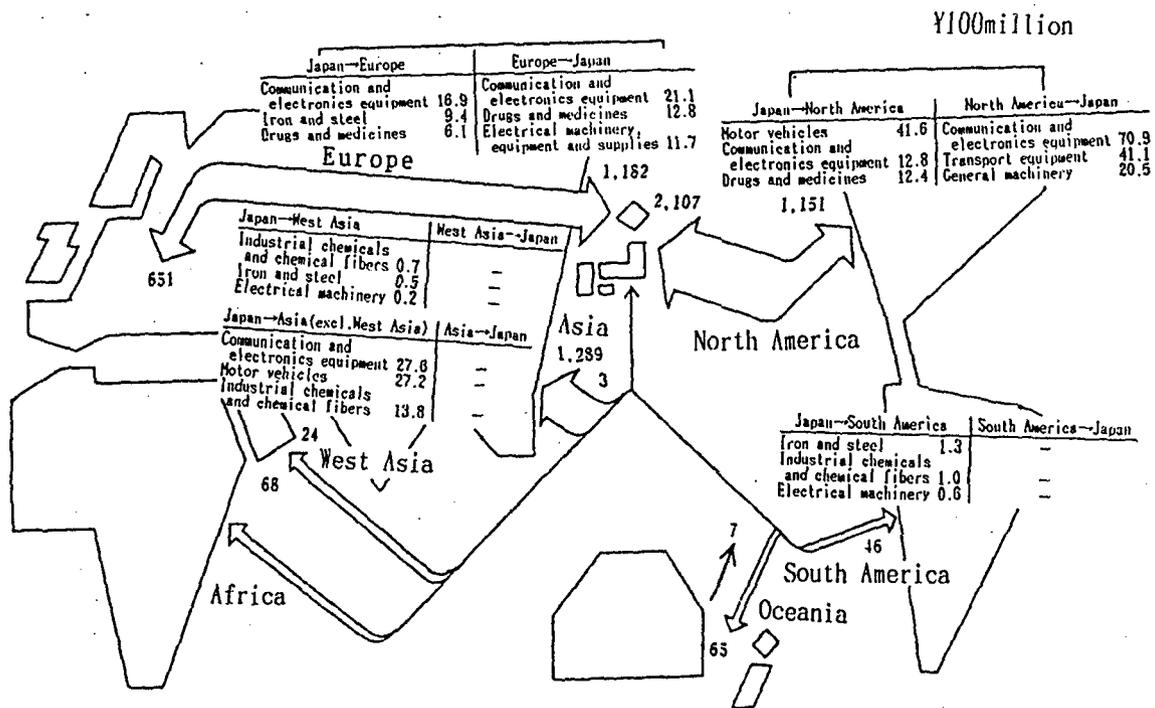 ¥100million
Japan→Europe
Europe→Japan
Communication and
electronics equipment 16.9
Iron and steel 9.4
Drugs and medicines 6.1
Communication and
electronics equipment 21.1
Drugs and medicines 12.8
Electrical machinery,
equipment and supplies 11.7
Japan→North America
North America→Japan
Motor vehicles 41.6
Communication and
electronics equipment 12.8
Drugs and medicines 12.4
Communication and
electronics equipment 70.9
Transport equipment 41.1
General machinery 20.5
Europe
1,182
2,107
1,151
651
Japan→West Asia
West Asia→Japan
Industrial chemicals
and chemical fibers 0.7
Iron and steel 0.5
Electrical machinery 0.2
–
–
–
Asia
North America
1,289
3
Japan→Asia(excl.West Asia)
Asia→Japan
Communication and
electronics equipment 27.6
Motor vehicles 27.2
Industrial chemicals
and chemical fibers 13.8
–
–
–
24
West Asia
68
Japan→South America
South America→Japan
Iron and steel 1.3
Industrial chemicals
and chemical fibers 1.0
Electrical machinery 0.6
–
–
–
7
46
South America
Africa
Oceania
65